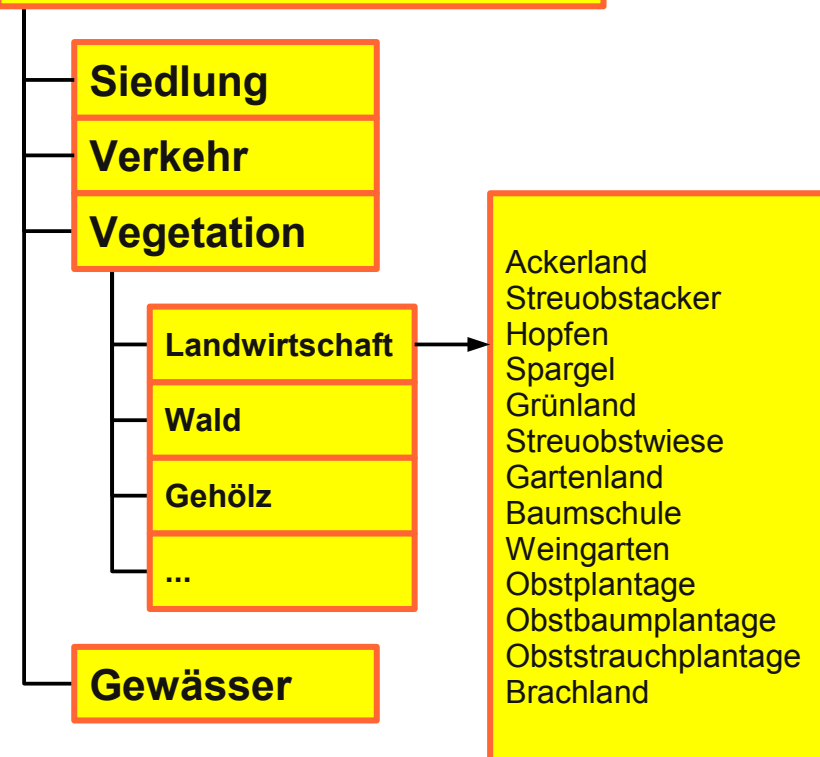 Siedlung
Verkehr
Vegetation
Landwirtschaft
Wald
Gehölz
...
Gewässer
Ackerland
Streuobstacker
Hopfen
Spargel
Grünland
Streuobstwiese
Gartenland
Baumschule
Weingarten
Obstplantage
Obstbaumplantage
Obststrauchplantage
Brachland